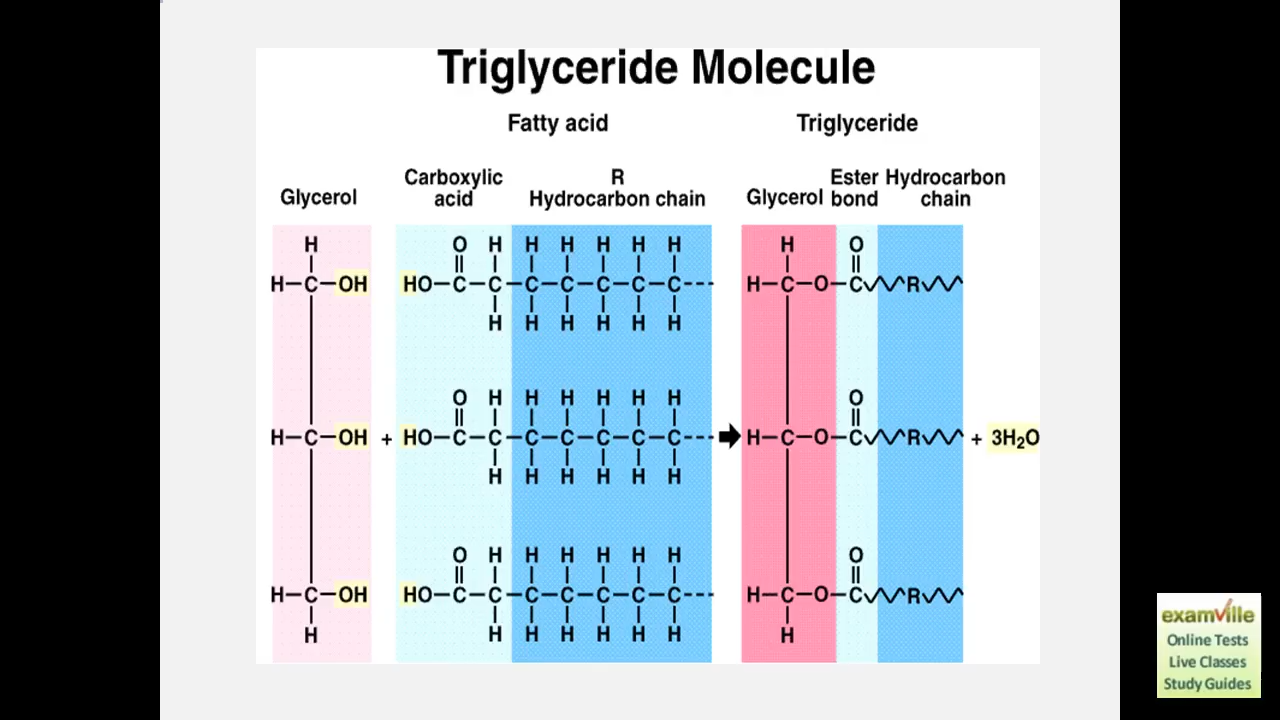 Triglyceride Molecule
Fatty acid Triglyceride
Glycerol Carboxylic acid R Hydrocarbon chain Glycerol Ester bond Hydrocarbon chain
H O H H H H H H H O
H–C–OH HO–C–C–C–C–C–C–C--- H–C–O–C R
H H H H H H
O H H H H H H O
H–C–OH + HO–C–C–C–C–C–C–C--- H–C–O–C R + 3H₂O
H H H H H H
O H H H H H H O
H–C–OH HO–C–C–C–C–C–C–C--- H–C–O–C R
H H H H H H H H
examville
Online Tests
Live Classes
Study Guides